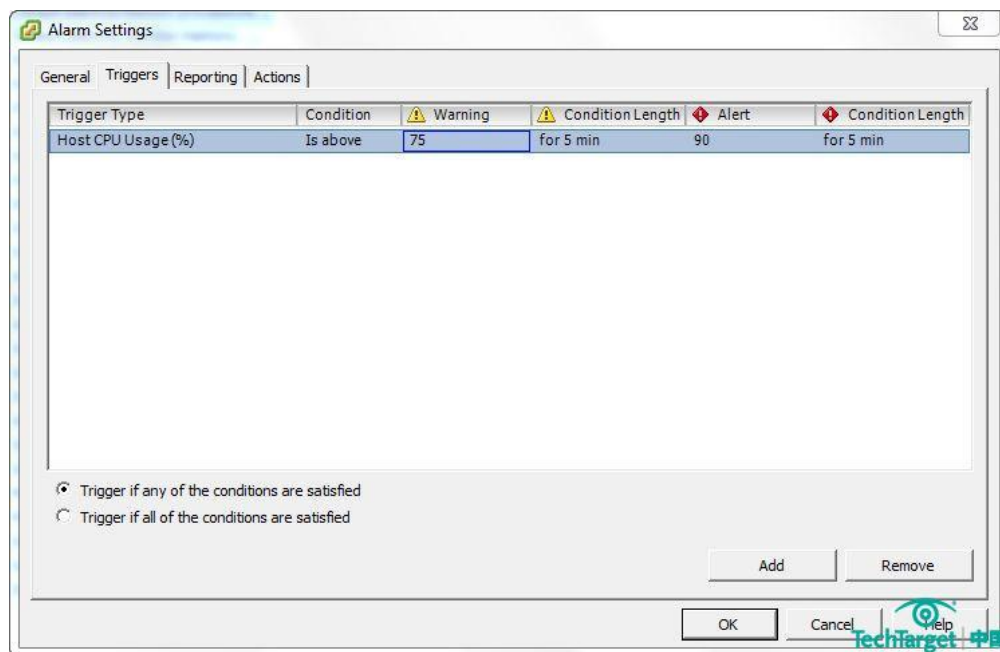 Alarm Settings
General Triggers Reporting Actions
Trigger Type Condition Warning Condition Length Alert Condition Length
Host CPU Usage (%) Is above 75 for 5 min 90 for 5 min
Trigger if any of the conditions are satisfied
Trigger if all of the conditions are satisfied
Add Remove
OK Cancel Help
TechTarget 中国